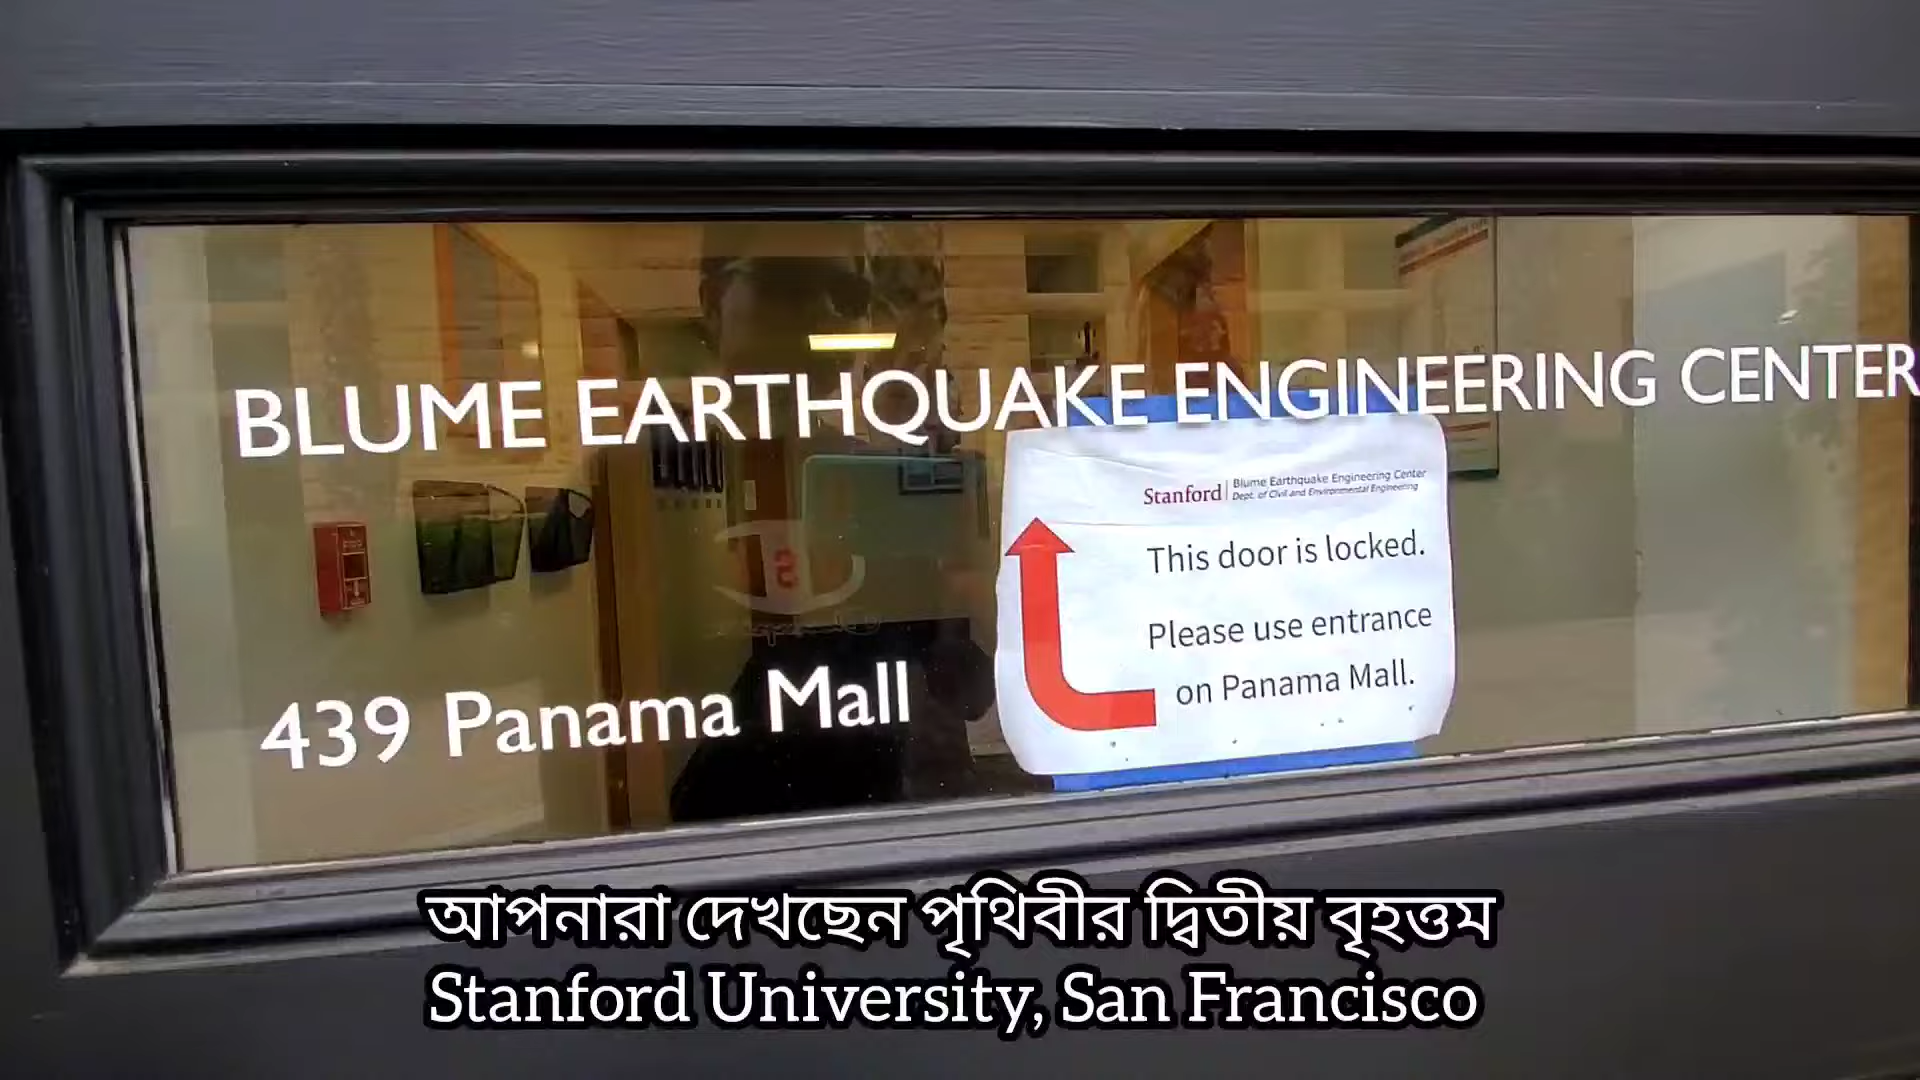 BLUME EARTHQUAKE ENGINEERING CENTER
Stanford
Blume Earthquake Engineering Center
Dept. of Civil and Environmental Engineering
This door is locked.
Please use entrance
on Panama Mall.
439 Panama Mall
S
আপনারা দেখছেন পৃথিবীর দ্বিতীয় বৃহত্তম
Stanford University, San Francisco